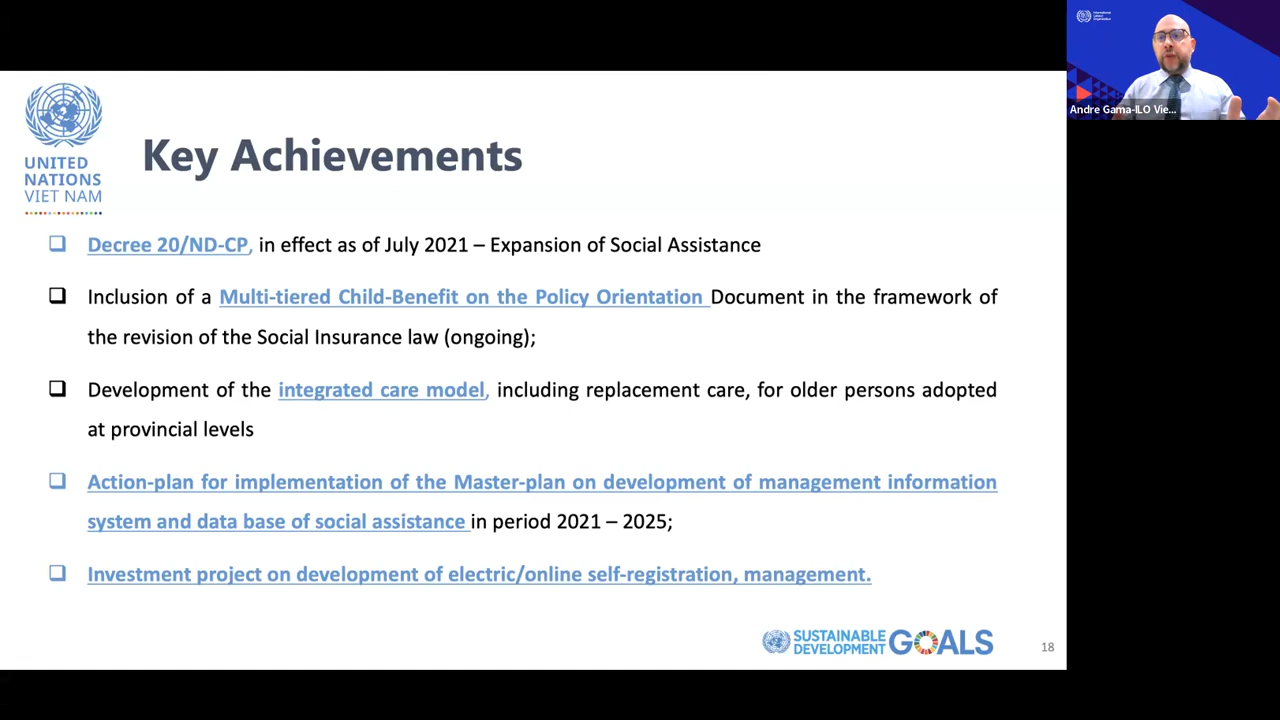 International
Labour
Organization
Andre Gama-ILO Vie...
UNITED
NATIONS
VIET NAM
Key Achievements
Decree 20/ND-CP, in effect as of July 2021 – Expansion of Social Assistance
Inclusion of a Multi-tiered Child-Benefit on the Policy Orientation Document in the framework of
the revision of the Social Insurance law (ongoing);
Development of the integrated care model, including replacement care, for older persons adopted
at provincial levels
Action-plan for implementation of the Master-plan on development of management information
system and data base of social assistance in period 2021 – 2025;
Investment project on development of electric/online self-registration, management.
SUSTAINABLE
DEVELOPMENT GOALS
18